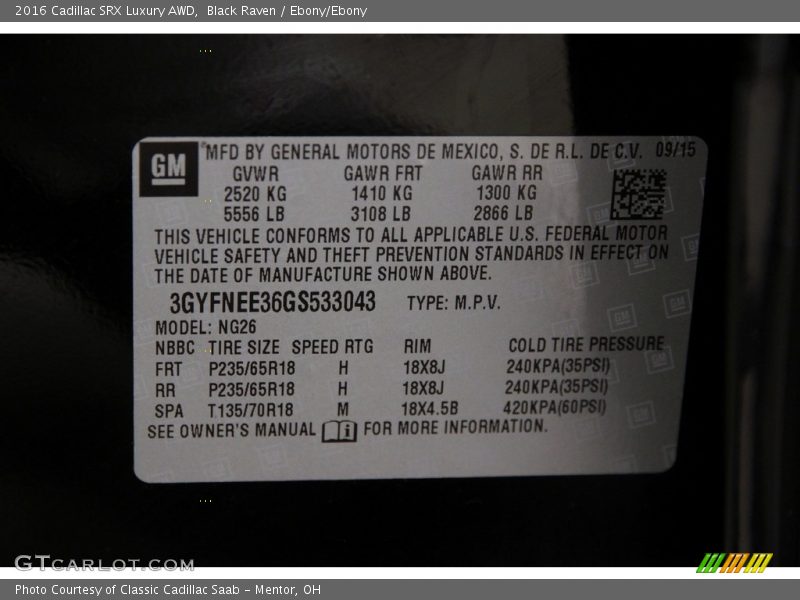 2016 Cadillac SRX Luxury AWD, Black Raven / Ebony/Ebony
GM
MFD BY GENERAL MOTORS DE MEXICO, S. DE R.L. DE C.V. 09/15
GVWR GAWR FRT GAWR RR
2520 KG 1410 KG 1300 KG
5556 LB 3108 LB 2866 LB
THIS VEHICLE CONFORMS TO ALL APPLICABLE U.S. FEDERAL MOTOR
VEHICLE SAFETY AND THEFT PREVENTION STANDARDS IN EFFECT ON
THE DATE OF MANUFACTURE SHOWN ABOVE.
3GYFNEE36GS533043 TYPE: M.P.V.
MODEL: NG26
NBBC TIRE SIZE SPEED RTG RIM COLD TIRE PRESSURE
FRT P235/65R18 H 18X8J 240KPA(35PSI)
RR P235/65R18 H 18X8J 240KPA(35PSI)
SPA T135/70R18 M 18X4.5B 420KPA(60PSI)
SEE OWNER'S MANUAL FOR MORE INFORMATION.
GTCARLOT.COM
Photo Courtesy of Classic Cadillac Saab - Mentor, OH